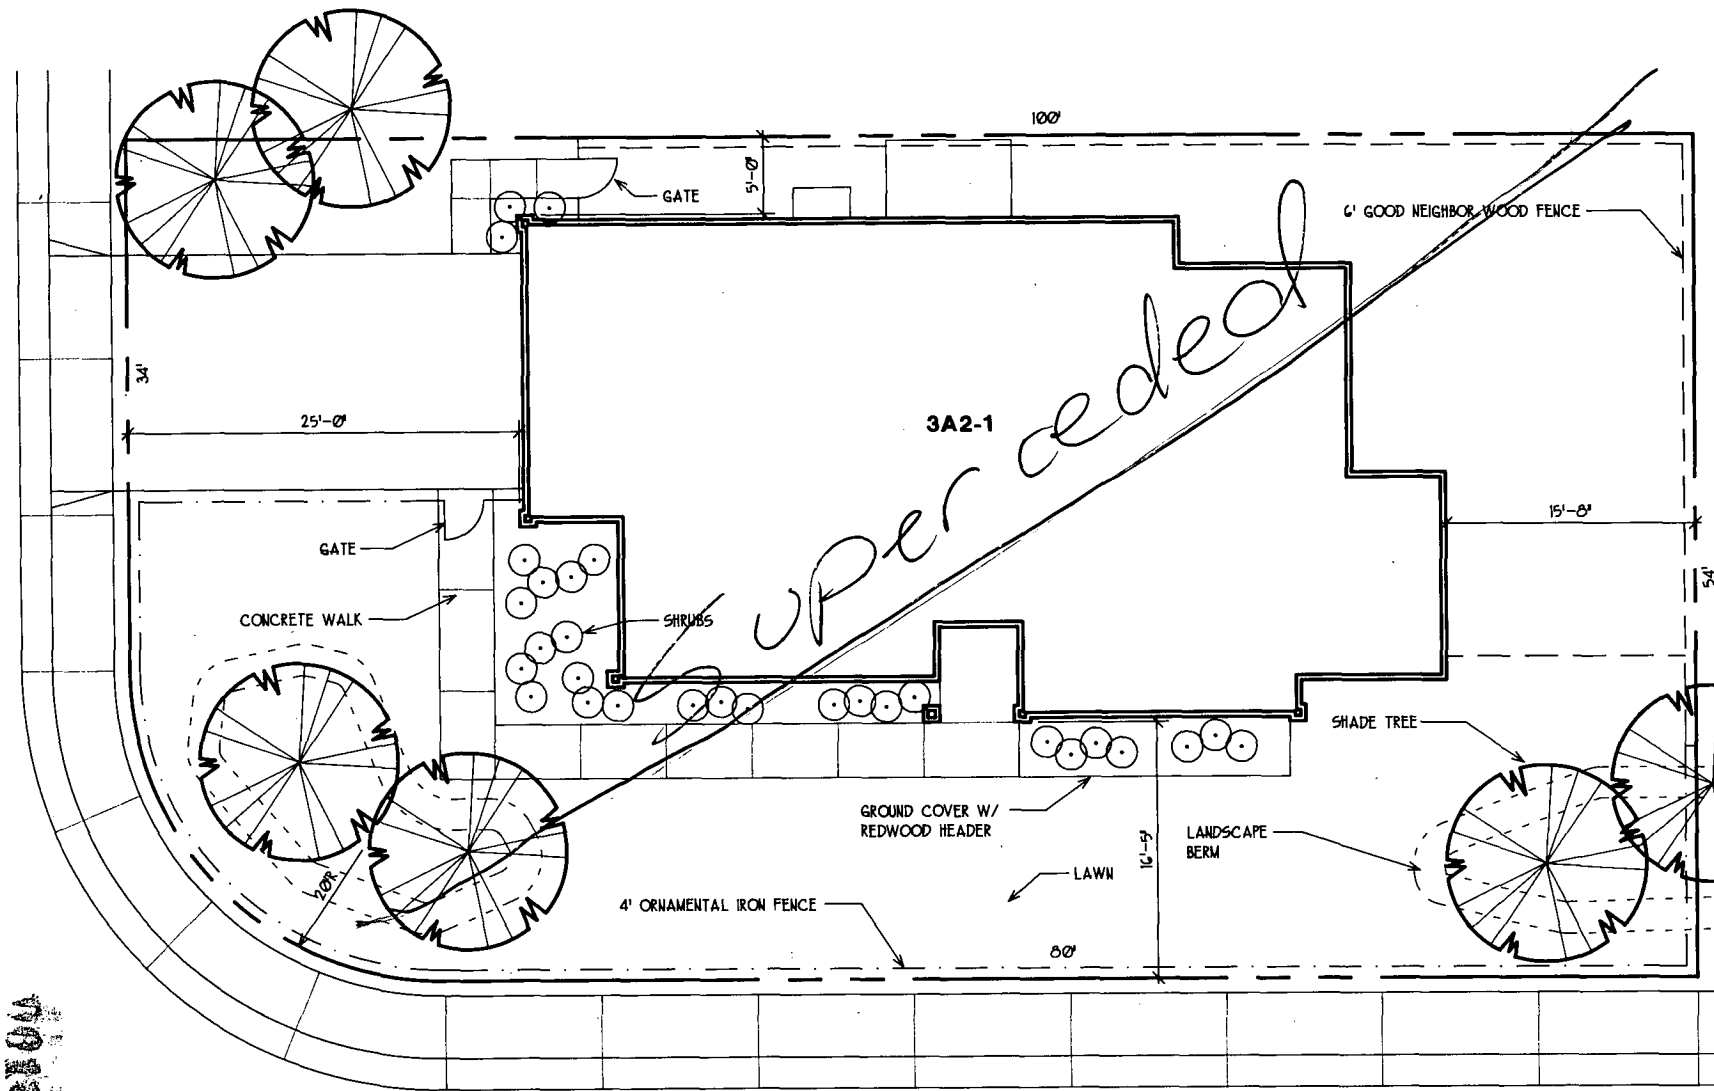 100'
GATE
5'-0"
6' GOOD NEIGHBOR WOOD FENCE
34'
25'-0"
3A2-1
Superceded
15'-8"
GATE
54'
CONCRETE WALK
SHRUBS
SHADE TREE
GROUND COVER W/
REDWOOD HEADER
LANDSCAPE
BERM
16'-5"
LAWN
20'R
4' ORNAMENTAL IRON FENCE
80'